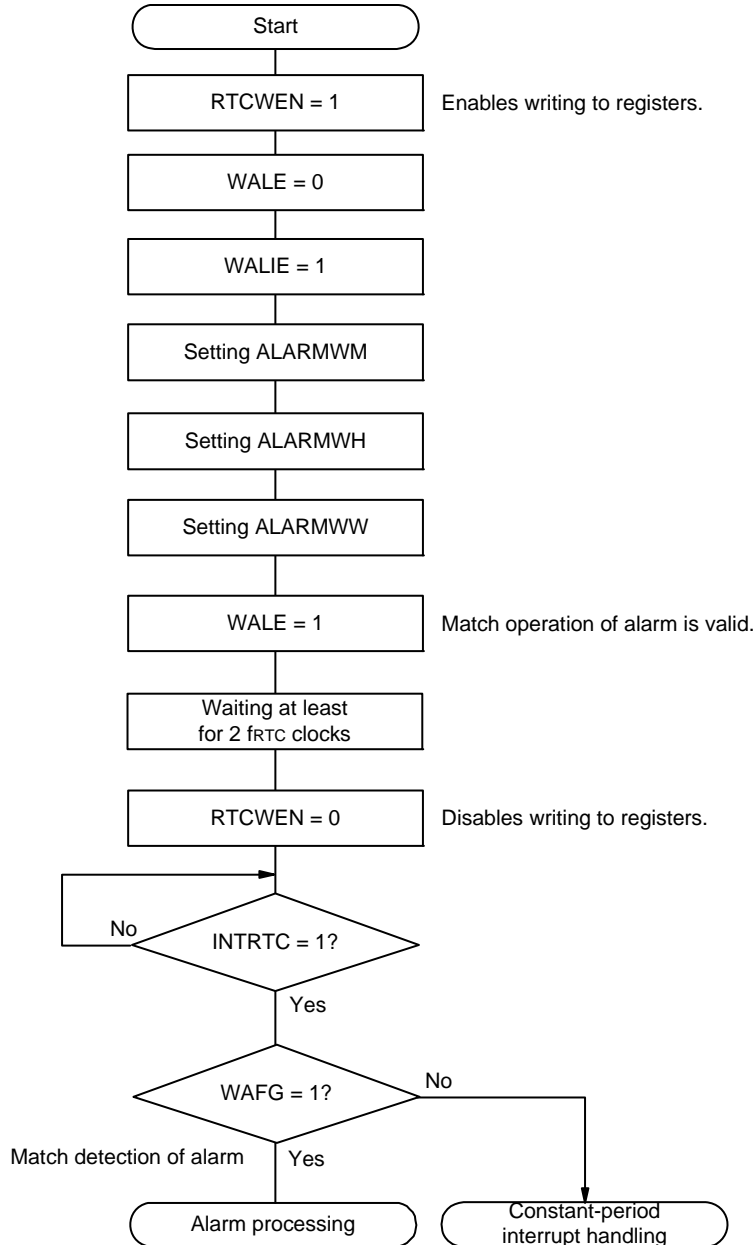 Start
RTCWEN = 1
Enables writing to registers.
WALE = 0
WALIE = 1
Setting ALARMWM
Setting ALARMWH
Setting ALARMWW
WALE = 1
Match operation of alarm is valid.
Waiting at least
for 2 fRTC clocks
RTCWEN = 0
Disables writing to registers.
No
INTRTC = 1?
Yes
WAFG = 1?
No
Match detection of alarm
Yes
Alarm processing
Constant-period
interrupt handling